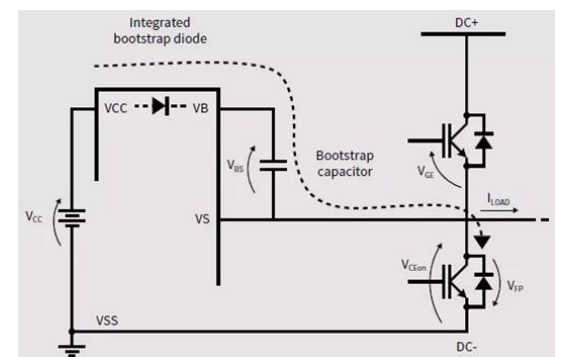 Integrated
bootstrap diode
DC+
VCC
VB
VBS
Bootstrap
capacitor
VGE
ILOAD
VCC
VS
VCEon
VFP
VSS
DC-